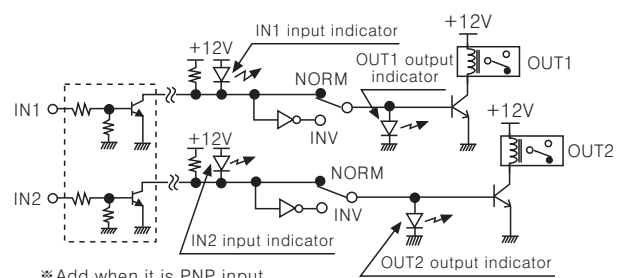 +12V
IN1 input indicator
+12V
OUT1 output
indicator
OUT1
NORM
IN1
INV
+12V
+12V
OUT2
NORM
IN2
INV
IN2 input indicator
OUT2 output indicator
※Add when it is PNP input